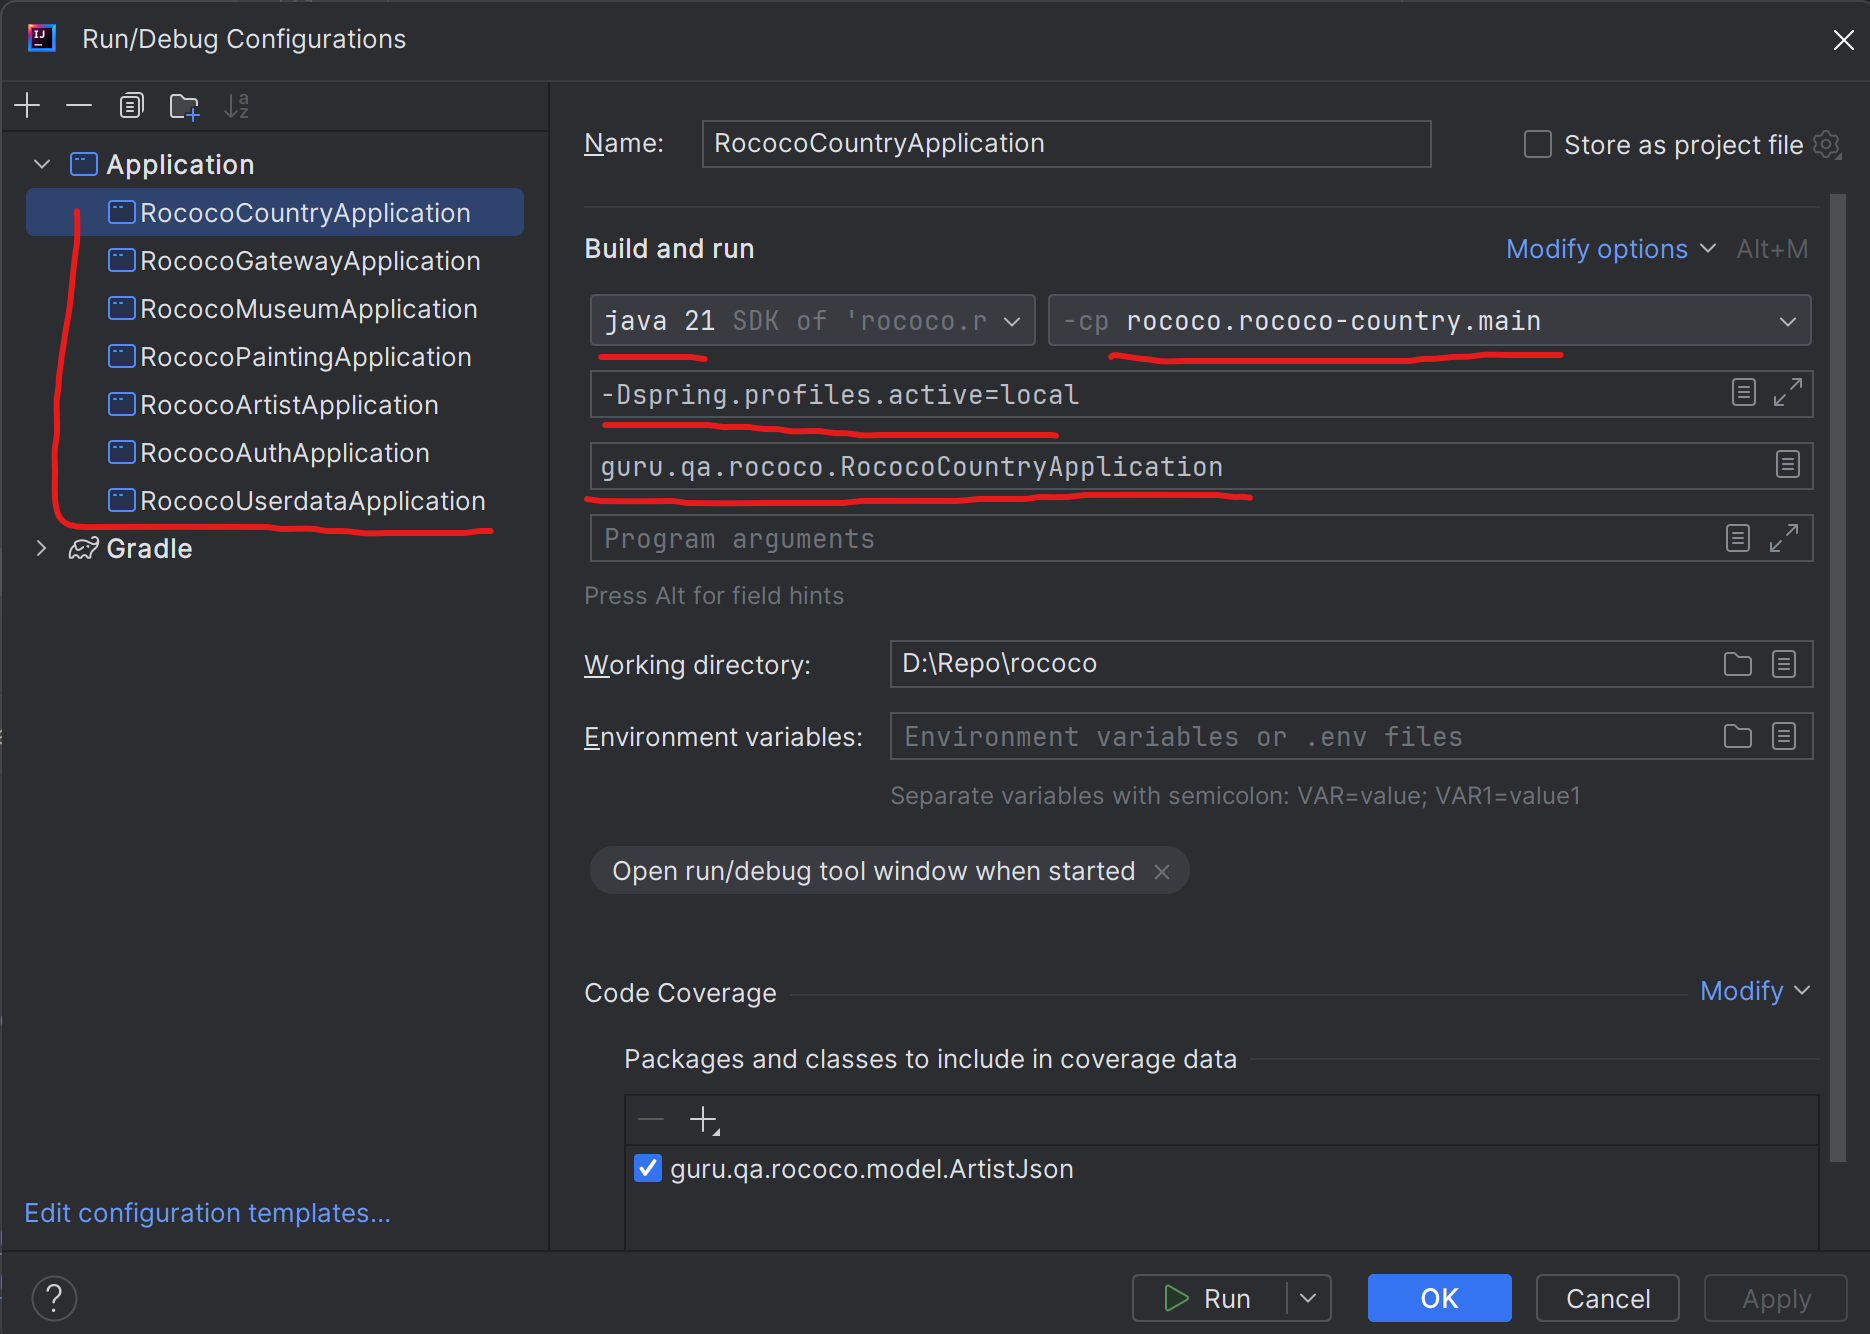 Run/Debug Configurations
Application
RococoCountryApplication
RococoGatewayApplication
RococoMuseumApplication
RococoPaintingApplication
RococoArtistApplication
RococoAuthApplication
RococoUserdataApplication
Gradle
Edit configuration templates...
Name: RococoCountryApplication Store as project file
Build and run Modify options Alt+M
java 21 SDK of 'rococo.r -cp rococo.rococo-country.main
-Dspring.profiles.active=local
guru.qa.rococo.RococoCountryApplication
Program arguments
Press Alt for field hints
Working directory: D:\Repo\rococo
Environment variables: Environment variables or .env files
Separate variables with semicolon: VAR=value; VAR1=value1
Open run/debug tool window when started
Code Coverage Modify
Packages and classes to include in coverage data
guru.qa.rococo.model.ArtistJson
? Run OK Cancel Apply